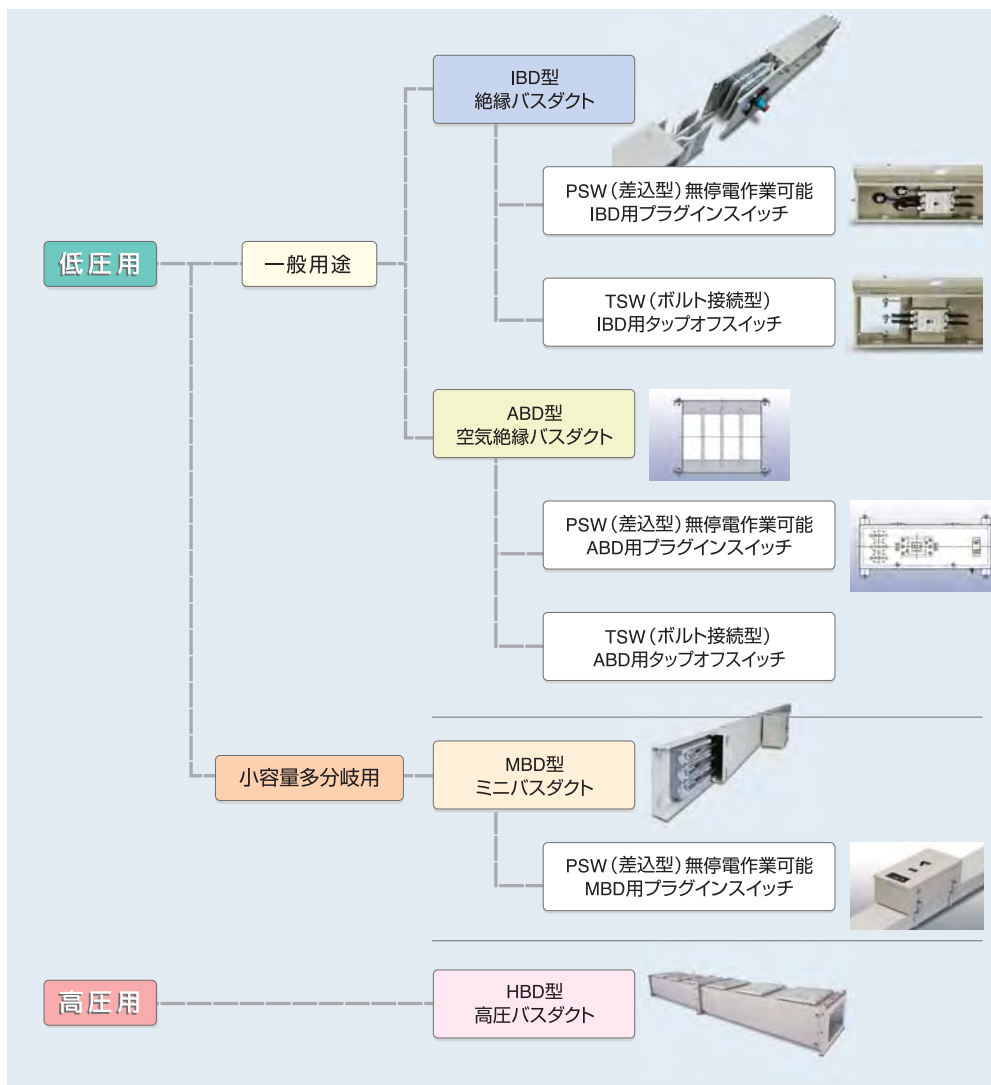 IBD型
絶縁バスダクト
PSW（差込型）無停電作業可能
IBD用プラグインスイッチ
低圧用
一般用途
TSW（ボルト接続型）
IBD用タップオフスイッチ
ABD型
空気絶縁バスダクト
PSW（差込型）無停電作業可能
ABD用プラグインスイッチ
TSW（ボルト接続型）
ABD用タップオフスイッチ
小容量多分岐用
MBD型
ミニバスダクト
PSW（差込型）無停電作業可能
MBD用プラグインスイッチ
高圧用
HBD型
高圧バスダクト